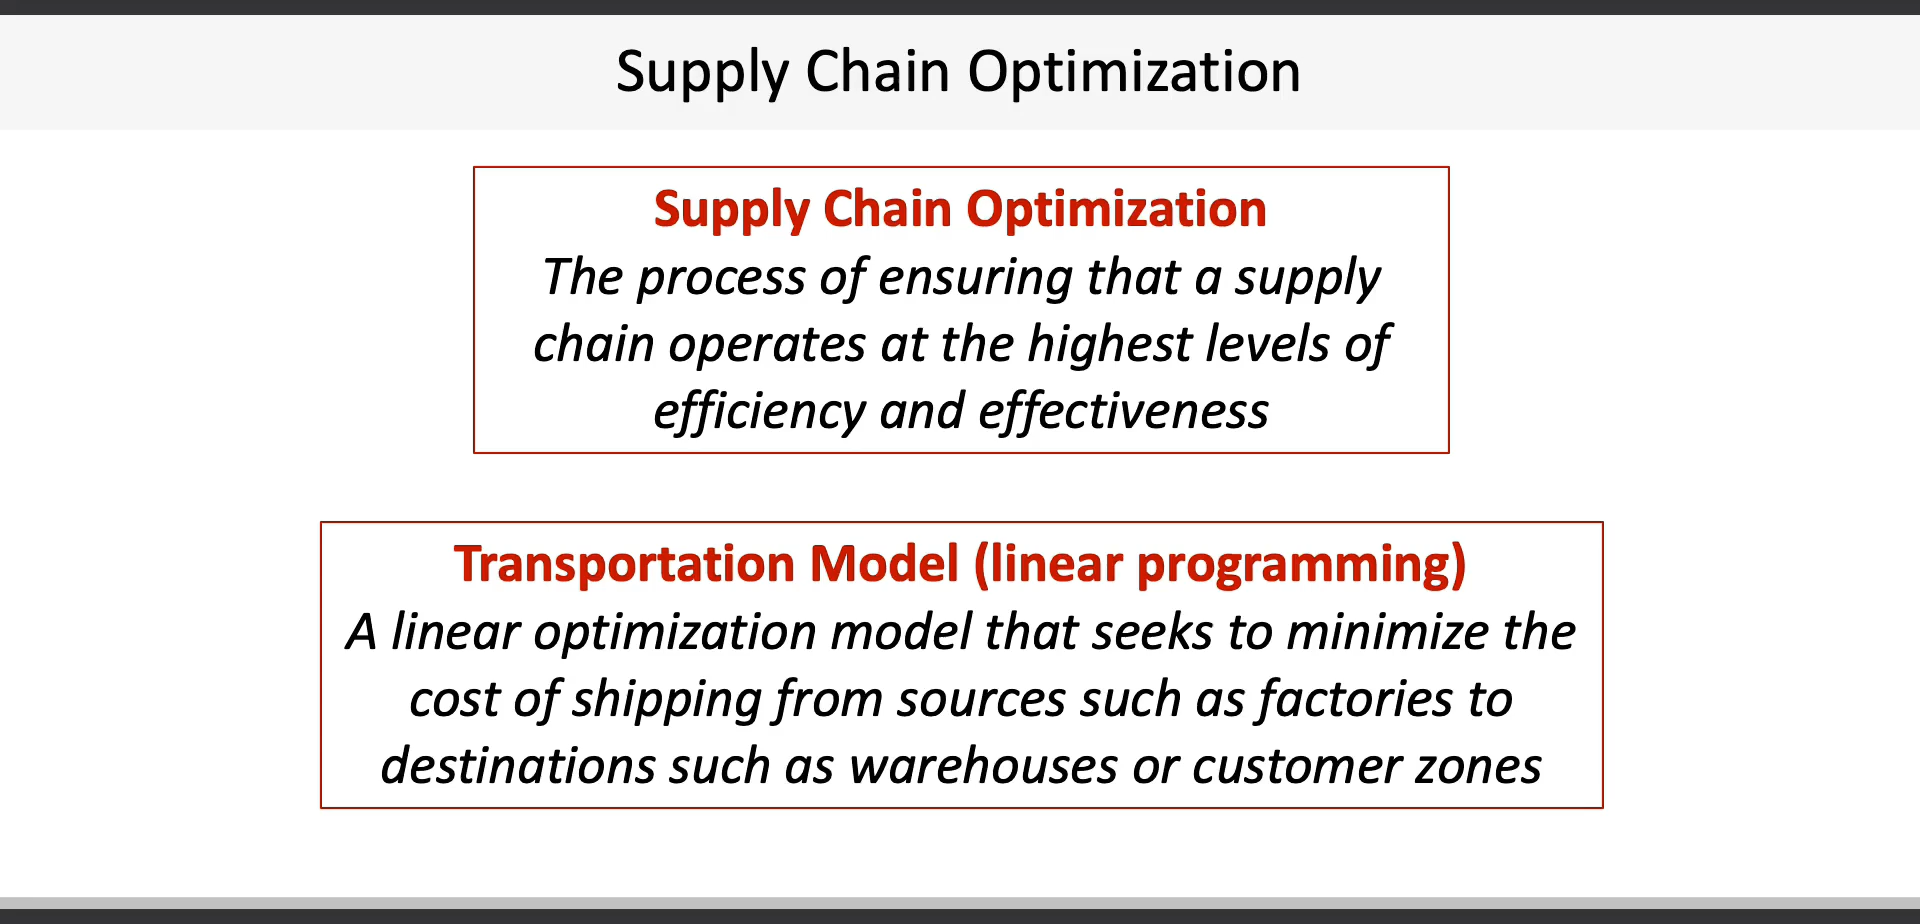 Supply Chain Optimization
Supply Chain Optimization
The process of ensuring that a supply
chain operates at the highest levels of
efficiency and effectiveness
Transportation Model (linear programming)
A linear optimization model that seeks to minimize the
cost of shipping from sources such as factories to
destinations such as warehouses or customer zones